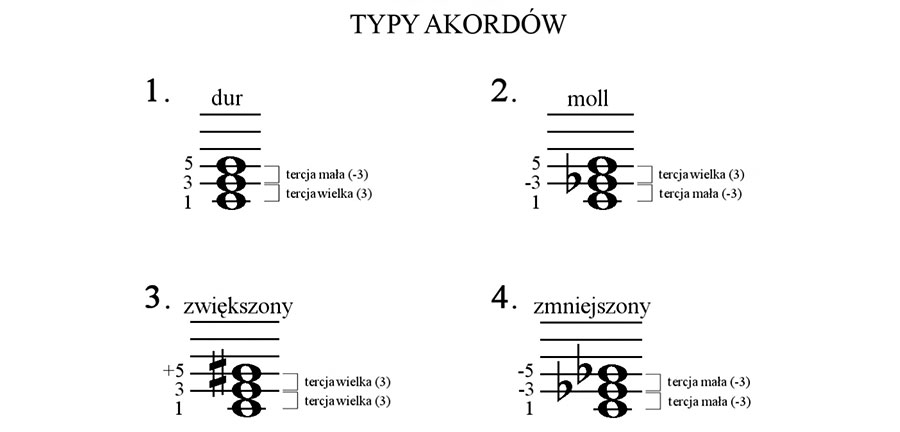 TYPY AKORDÓW
1.
dur
5
3
1
tercja mała (-3)
tercja wielka (3)
2.
moll
5
-3
1
tercja wielka (3)
tercja mała (-3)
3.
zwiększony
+5
3
1
tercja wielka (3)
tercja wielka (3)
4.
zmniejszony
-5
-3
1
tercja mała (-3)
tercja mała (-3)